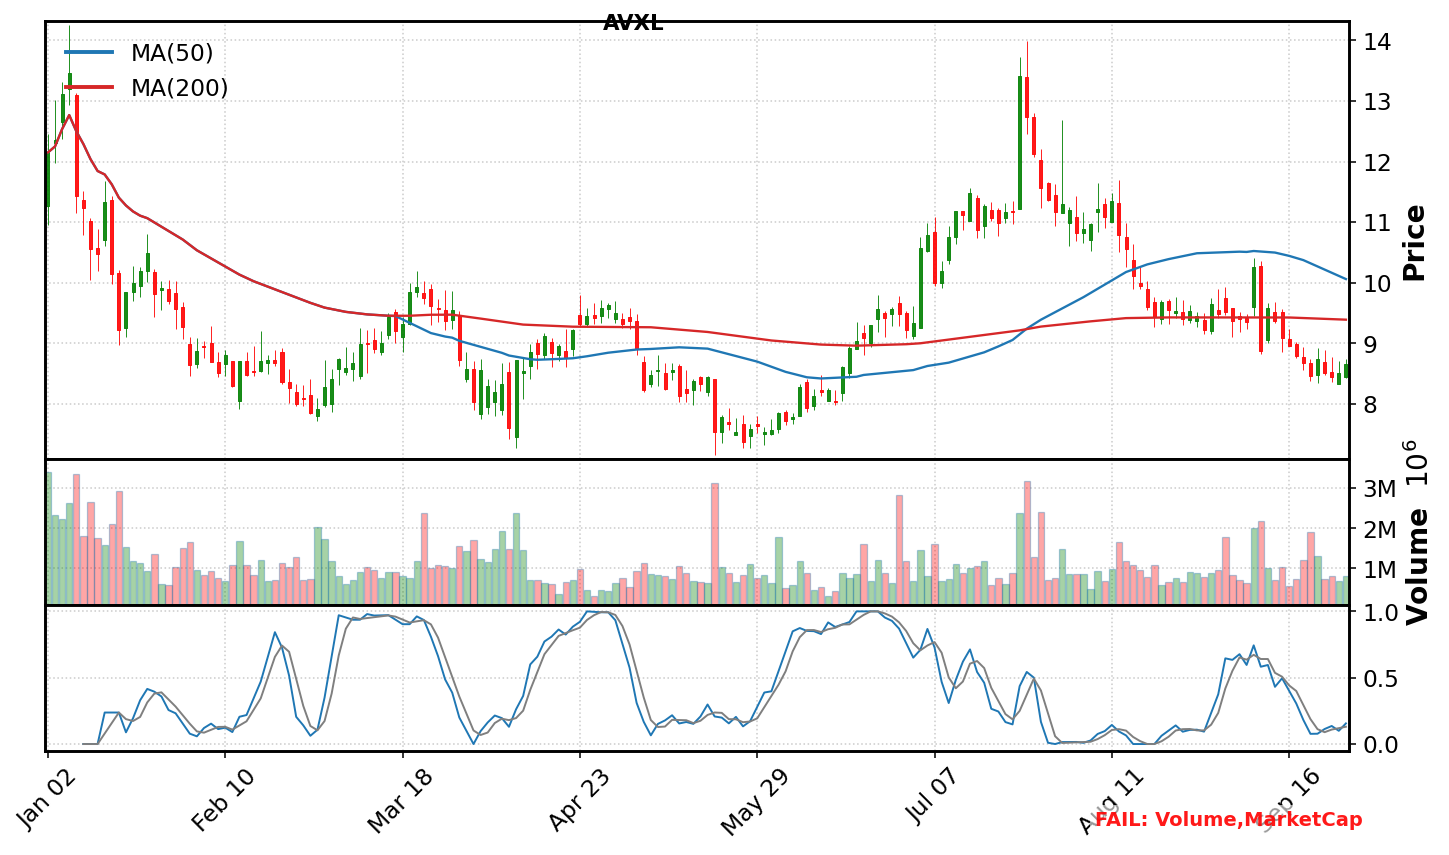 AVXL
MA(50)
MA(200)
14
13
12
11
10
9
8
Price
3M
2M
1M
Volume 10^6
1.0
0.5
0.0
Jan 02
Feb 10
Mar 18
Apr 23
May 29
Jul 07
Aug 11
Sep 16
FAIL: Volume,MarketCap